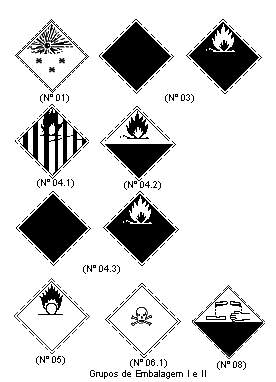 (Nº 01)
(Nº 03)
(Nº 04.1)
(Nº 04.2)
(Nº 04.3)
(Nº 05)
(Nº 06.1)
(Nº 08)
Grupos de Embalagem I e II